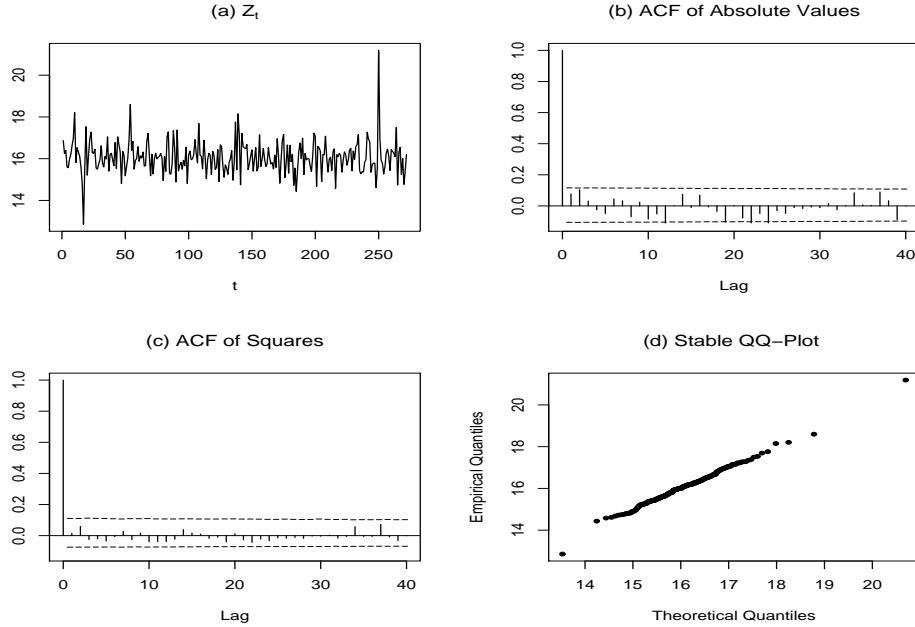 (a) Zt
20
18
16
14
0 50 100 150 200 250
t
(b) ACF of Absolute Values
1.0
0.8
0.6
0.4
0.2
0.0
0 10 20 30 40
Lag
(c) ACF of Squares
1.0
0.8
0.6
0.4
0.2
0.0
0 10 20 30 40
Lag
(d) Stable QQ−Plot
Empirical Quantiles
20
18
16
14
14 15 16 17 18 19 20
Theoretical Quantiles